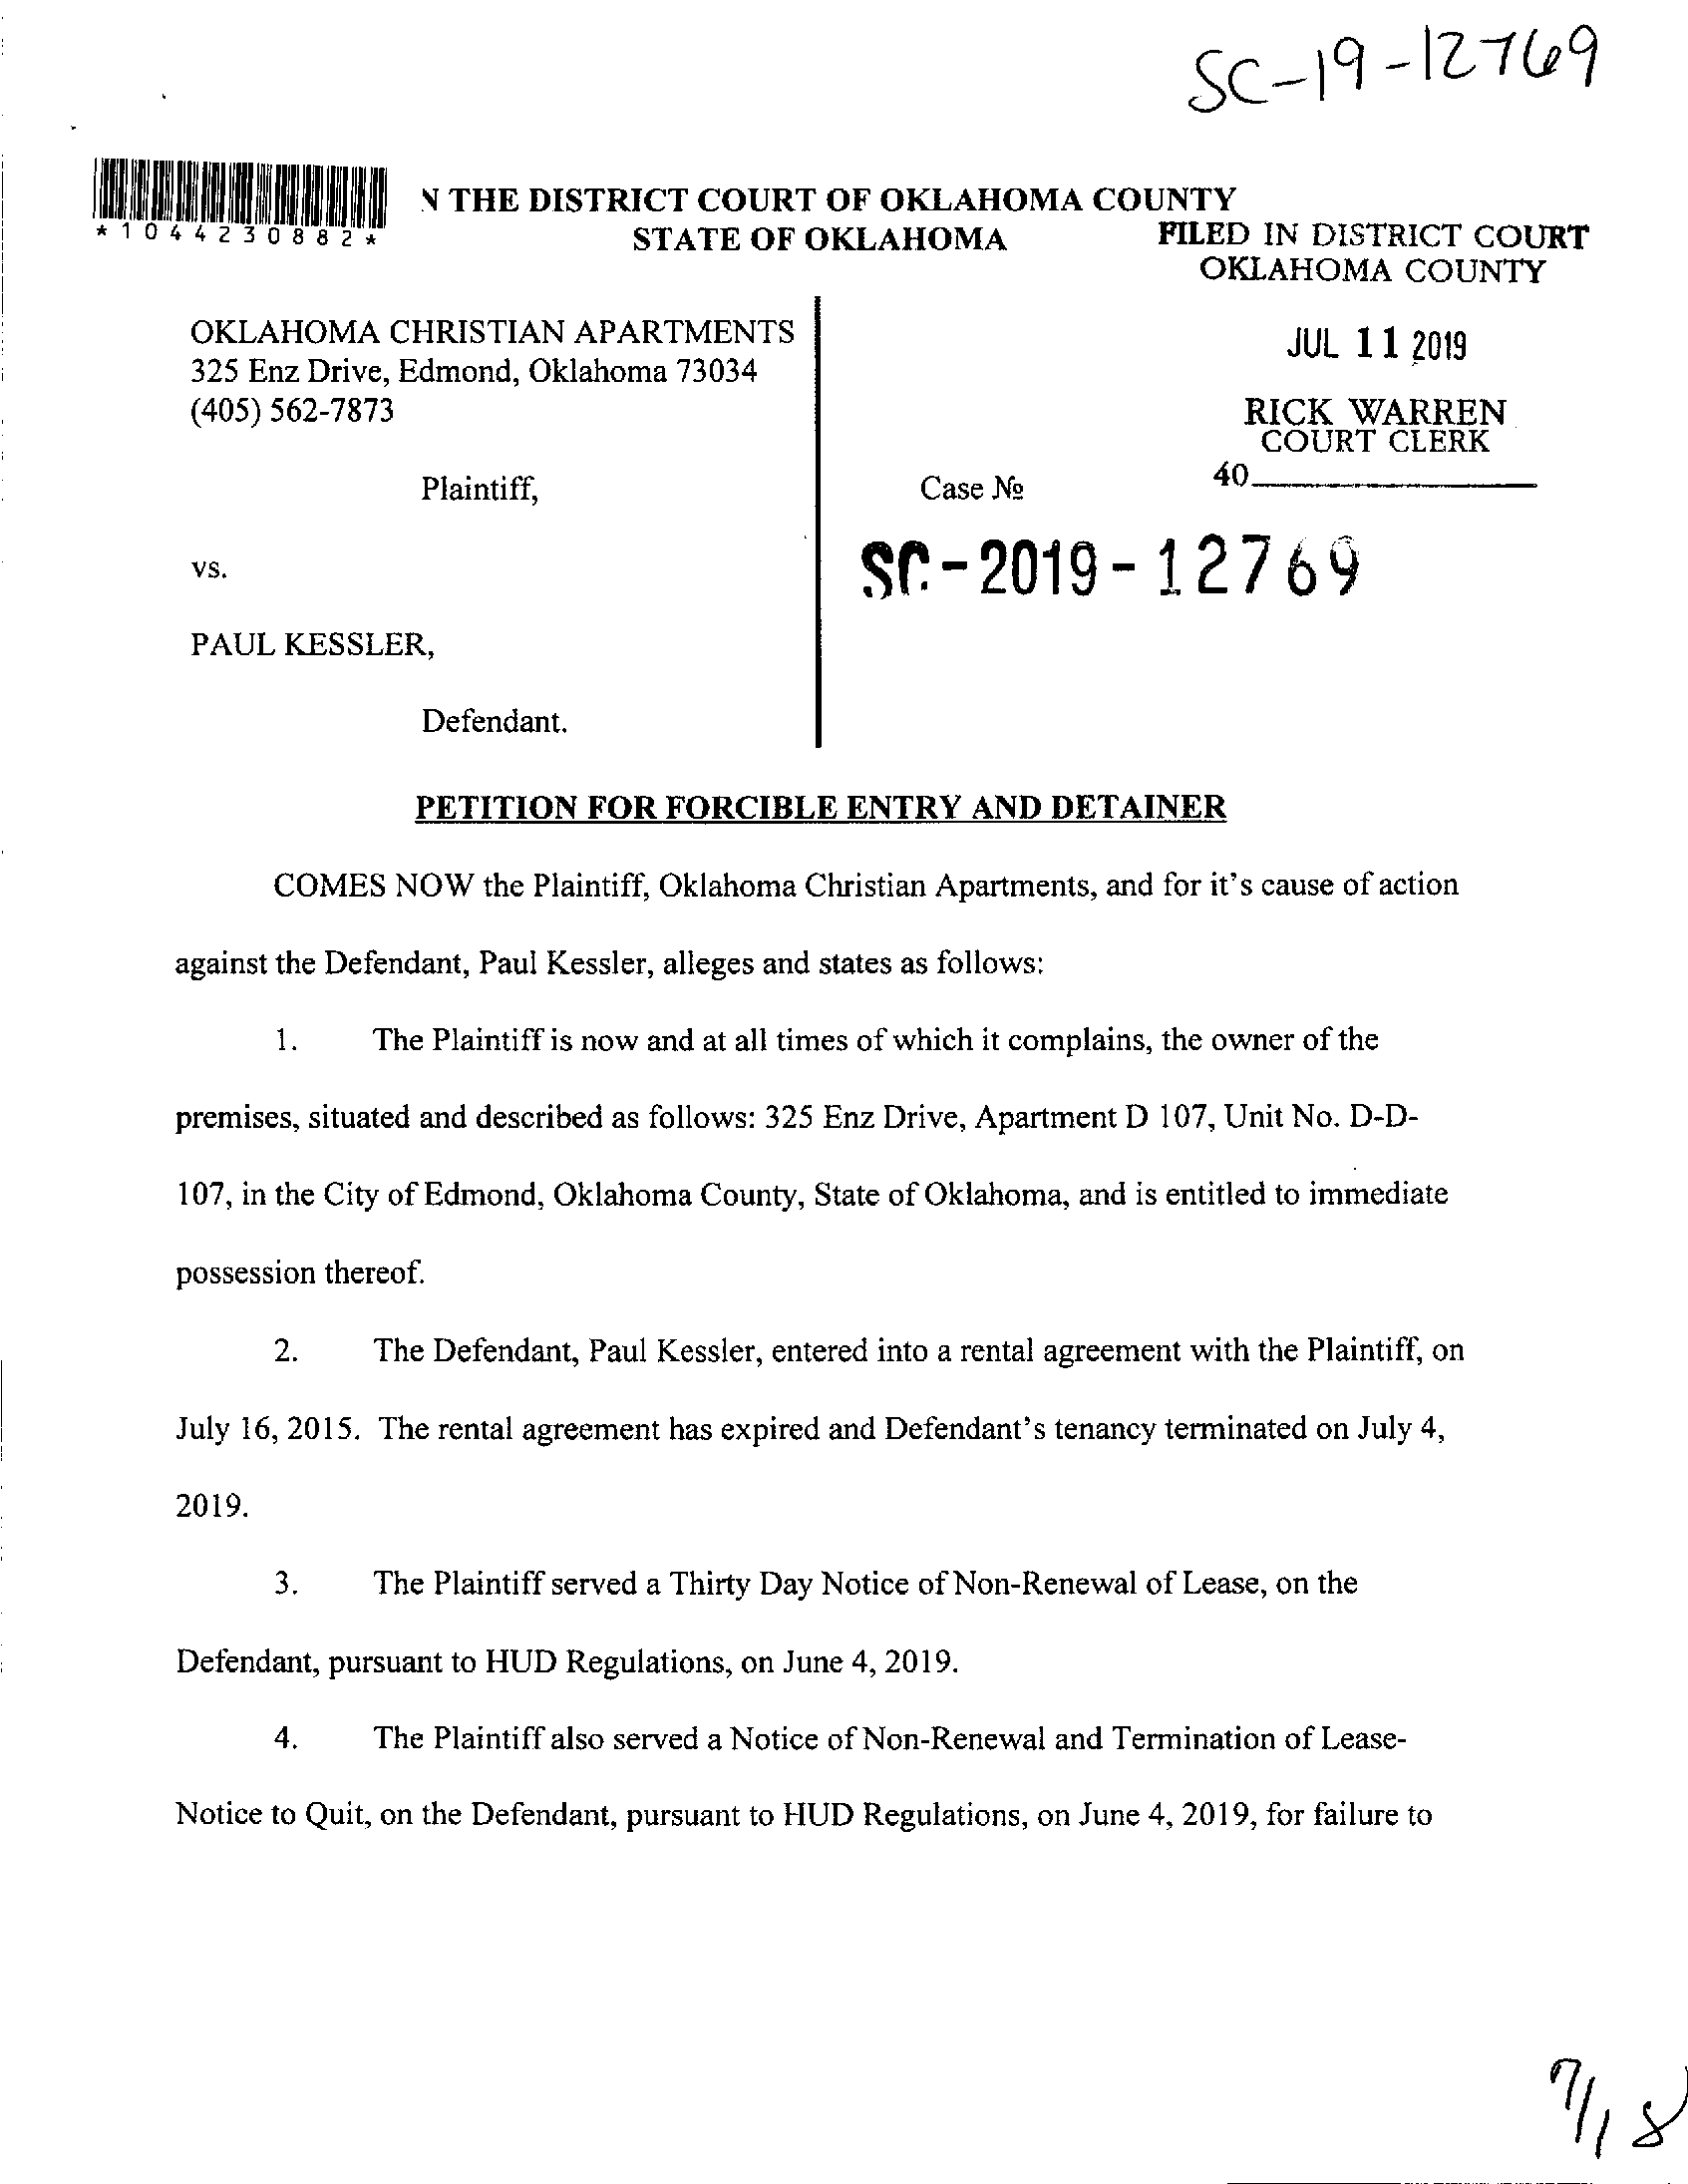 SC-19-12769
*1044230882*
N THE DISTRICT COURT OF OKLAHOMA COUNTY
STATE OF OKLAHOMA
FILED IN DISTRICT COURT
OKLAHOMA COUNTY
JUL 11 2019
RICK WARREN
COURT CLERK
40
OKLAHOMA CHRISTIAN APARTMENTS
325 Enz Drive, Edmond, Oklahoma 73034
(405) 562-7873
Plaintiff,
Case №
SC-2019-12769
vs.
PAUL KESSLER,
Defendant.
PETITION FOR FORCIBLE ENTRY AND DETAINER
COMES NOW the Plaintiff, Oklahoma Christian Apartments, and for it's cause of action
against the Defendant, Paul Kessler, alleges and states as follows:
1. The Plaintiff is now and at all times of which it complains, the owner of the
premises, situated and described as follows: 325 Enz Drive, Apartment D 107, Unit No. D-D-
107, in the City of Edmond, Oklahoma County, State of Oklahoma, and is entitled to immediate
possession thereof.
2. The Defendant, Paul Kessler, entered into a rental agreement with the Plaintiff, on
July 16, 2015. The rental agreement has expired and Defendant's tenancy terminated on July 4,
2019.
3. The Plaintiff served a Thirty Day Notice of Non-Renewal of Lease, on the
Defendant, pursuant to HUD Regulations, on June 4, 2019.
4. The Plaintiff also served a Notice of Non-Renewal and Termination of Lease-
Notice to Quit, on the Defendant, pursuant to HUD Regulations, on June 4, 2019, for failure to
7/18